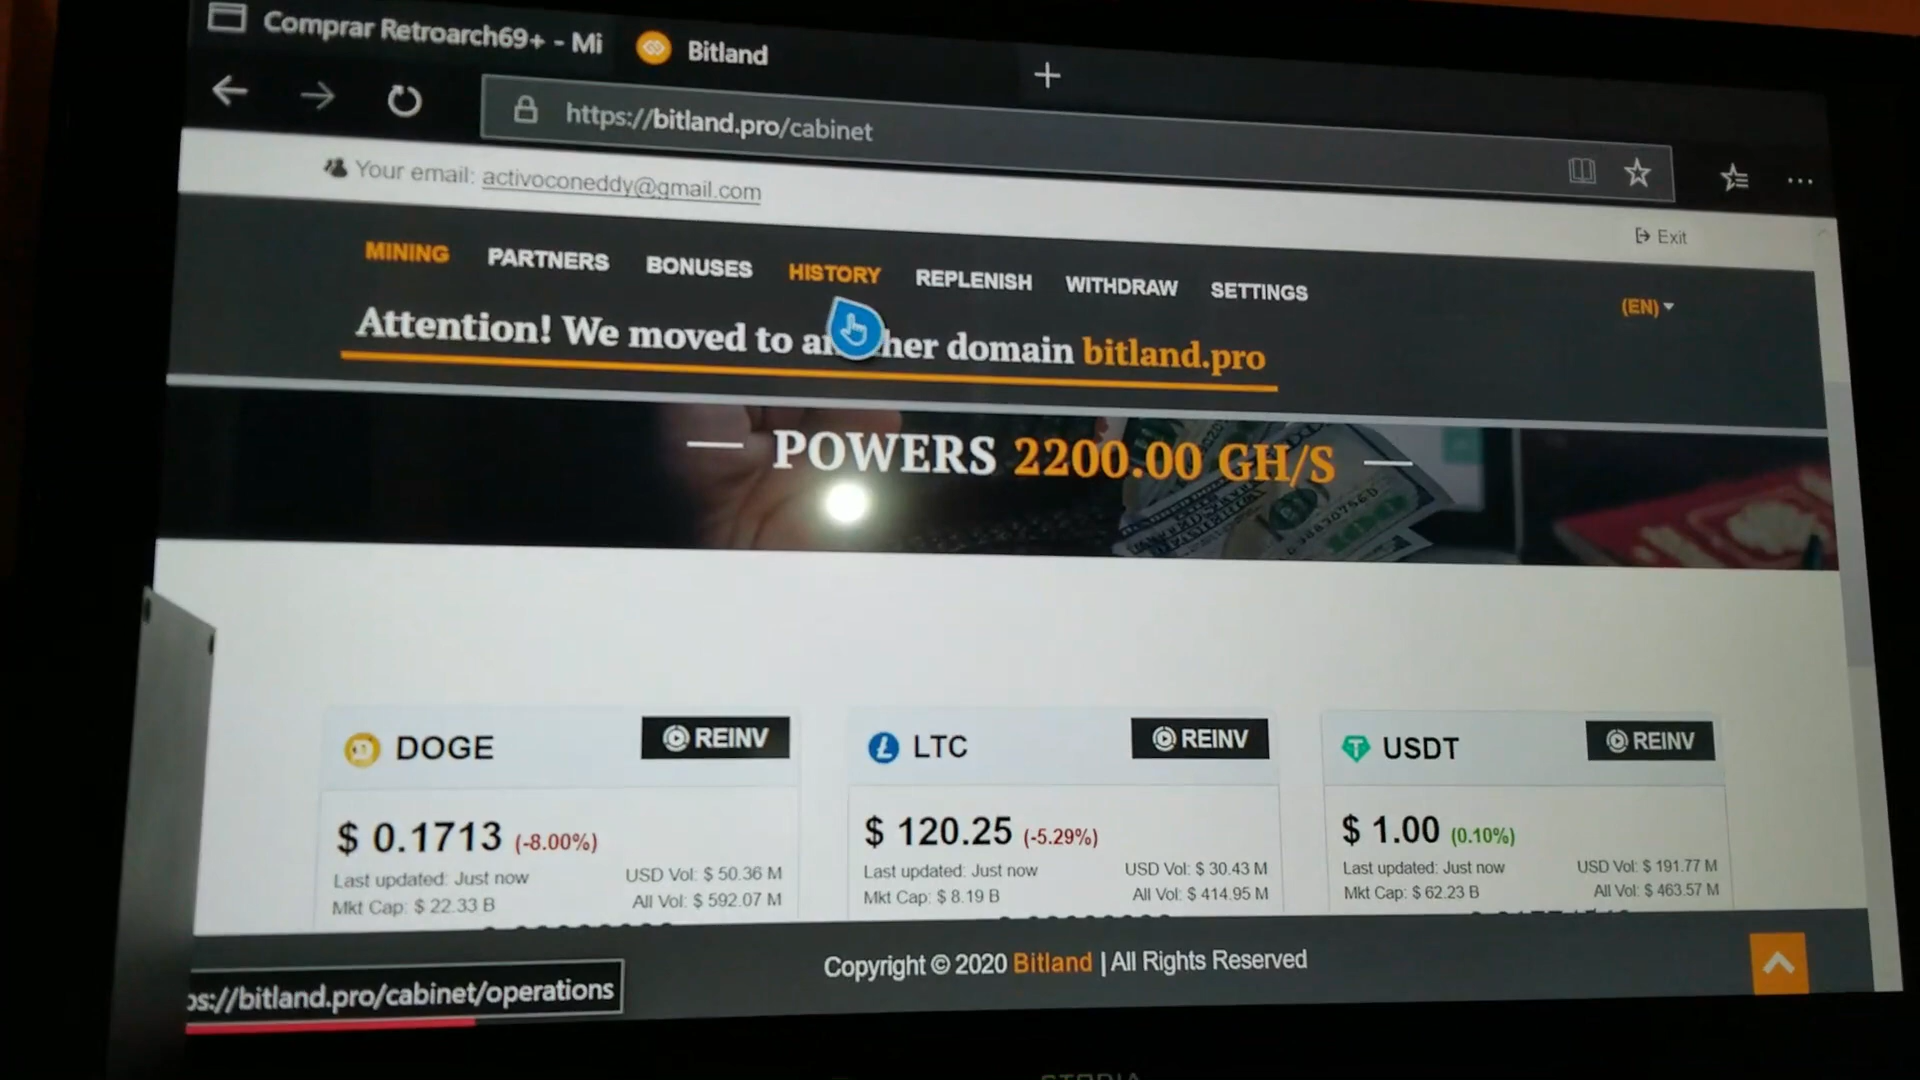 Comprar Retroarch69+ - Mi
Bitland
https://bitland.pro/cabinet
Your email: activoconeddy@gmail.com
Exit
MINING PARTNERS BONUSES HISTORY REPLENISH WITHDRAW SETTINGS
(EN)
Attention! We moved to domain bitland.pro
POWERS 2200.00 GH/S
DOGE
REINV
$ 0.1713 (-8.00%)
Last updated: Just now
USD Vol: $ 50.36 M
Mkt Cap: $ 22.33 B
All Vol: $ 592.07 M
LTC
REINV
$ 120.25 (-5.29%)
Last updated: Just now
USD Vol: $ 30.43 M
Mkt Cap: $ 8.19 B
All Vol: $ 414.95 M
USDT
REINV
$ 1.00 (0.10%)
Last updated: Just now
USD Vol: $ 191.77 M
Mkt Cap: $ 62.23 B
All Vol: $ 463.57 M
Copyright © 2020 Bitland | All Rights Reserved
ps://bitland.pro/cabinet/operations